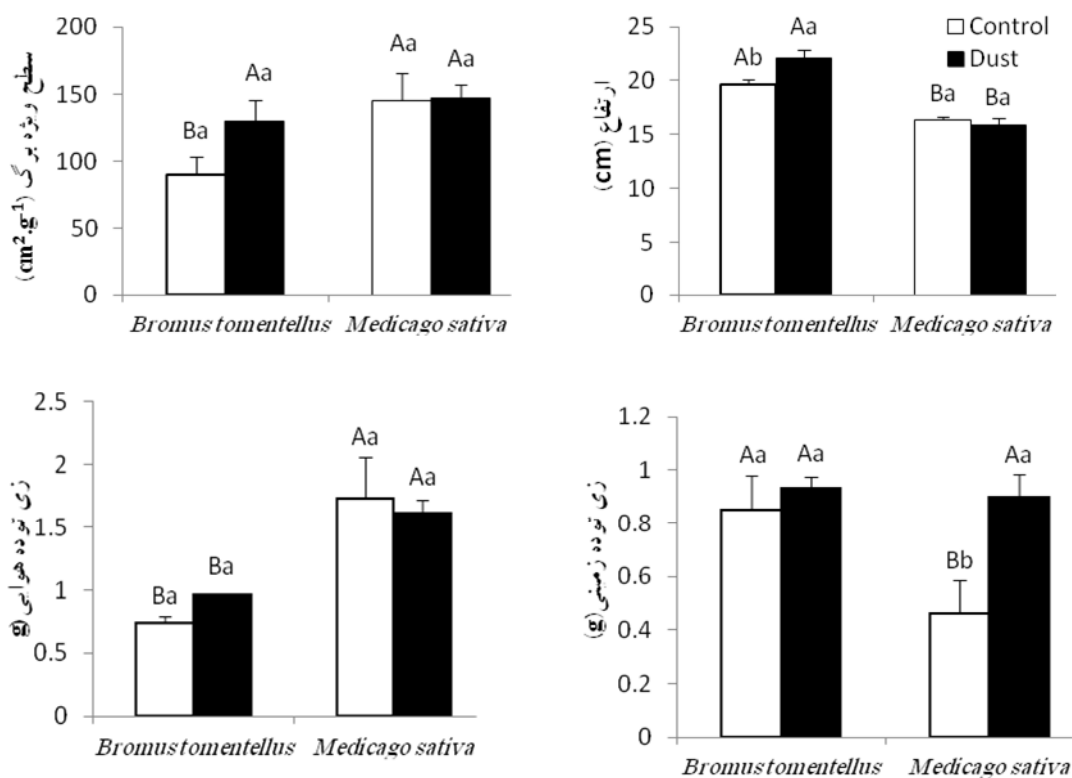 سطح ویژه برگ (cm².g⁻¹)
200
150
100
50
0
Ba
Aa
Aa
Aa
Bromus tomentellus
Medicago sativa
ارتفاع (cm)
25
20
15
10
5
0
Ab
Aa
Ba
Ba
Control
Dust
Bromus tomentellus
Medicago sativa
زی توده هوایی (g)
2.5
2
1.5
1
0.5
0
Ba
Ba
Aa
Aa
Bromus tomentellus
Medicago sativa
زی توده زمینی (g)
1.2
1
0.8
0.6
0.4
0.2
0
Aa
Aa
Bb
Aa
Bromus tomentellus
Medicago sativa